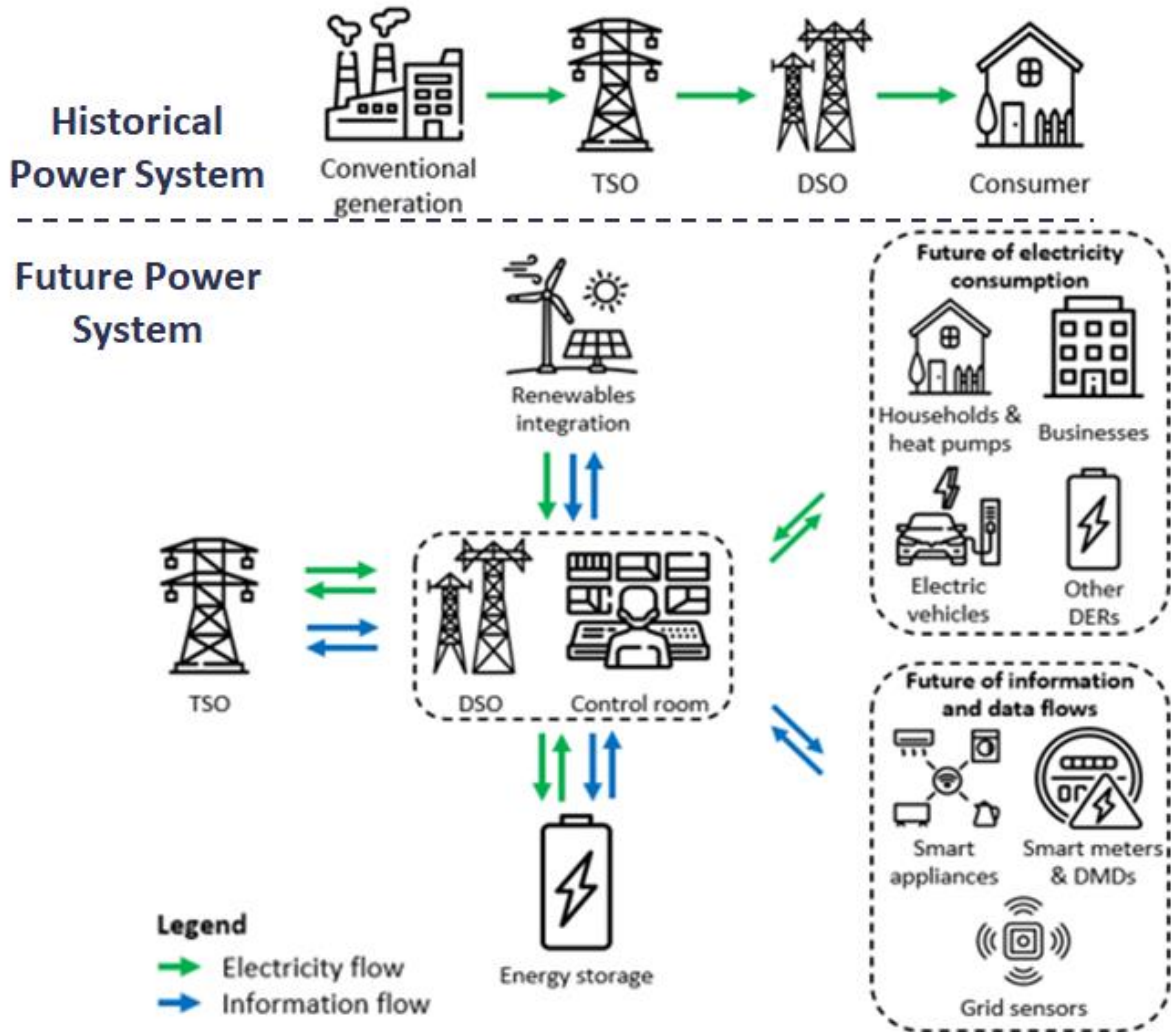 Historical
Power System
Conventional
generation
TSO
DSO
Consumer
Future Power
System
Renewables
integration
Future of electricity
consumption
Households &
heat pumps
Businesses
Electric
vehicles
Other
DERs
TSO
DSO
Control room
Future of information
and data flows
Smart
appliances
Smart meters
& DMDs
Grid sensors
Energy storage
Legend
Electricity flow
Information flow